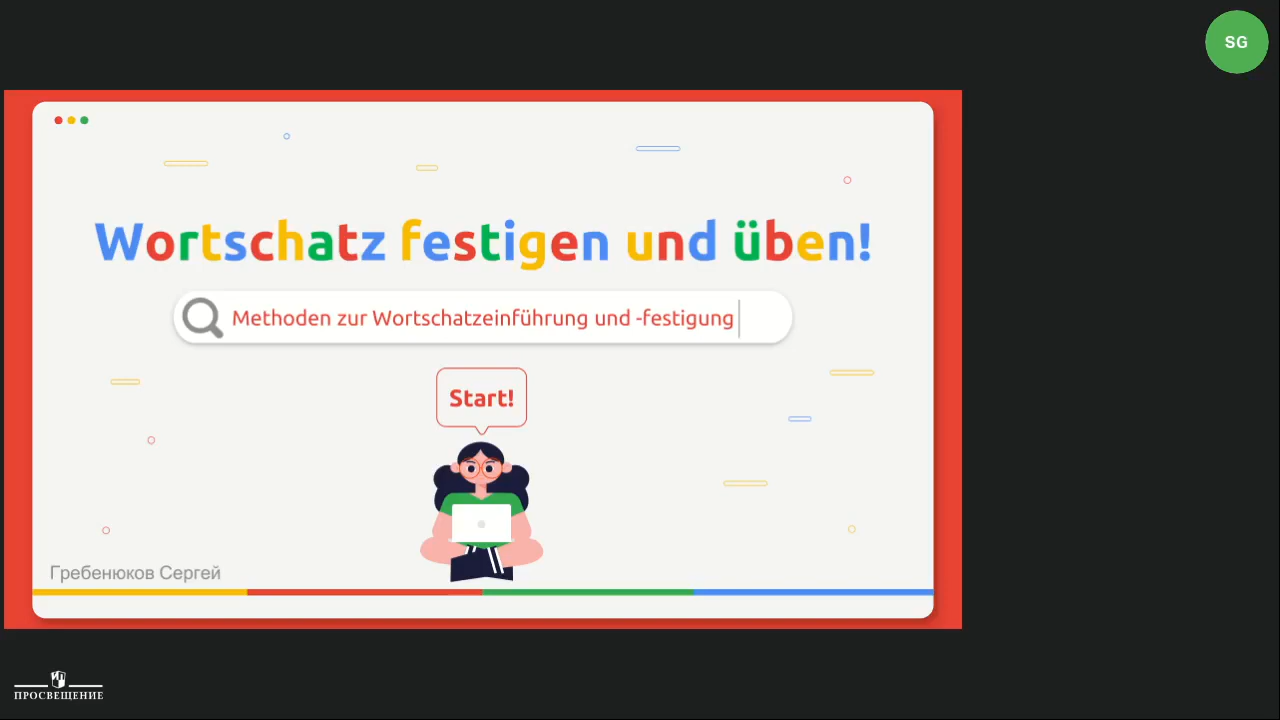 SG
Wortschatz festigen und üben!
Methoden zur Wortschatzeinführung und -festigung
Start!
Гребенюков Сергей
ПРОСВЕЩЕНИЕ